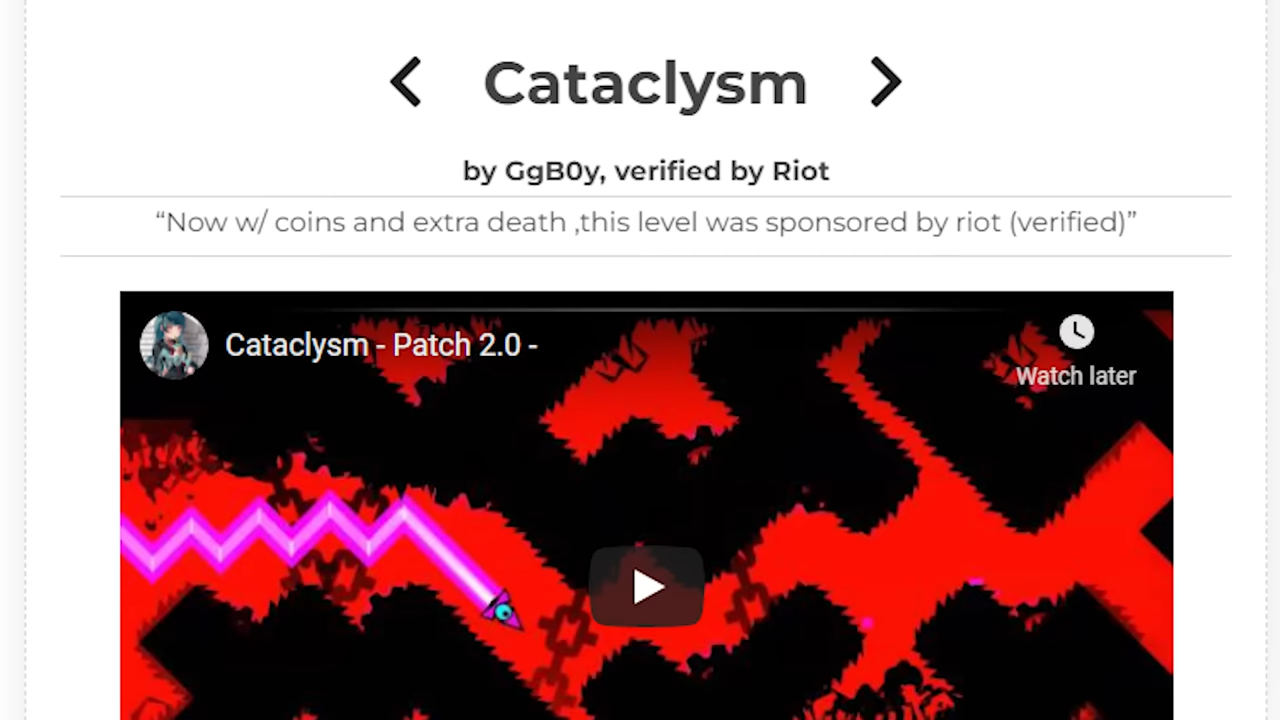 Cataclysm
by GgB0y, verified by Riot
“Now w/ coins and extra death ,this level was sponsored by riot (verified)”
Cataclysm - Patch 2.0 -
Watch later